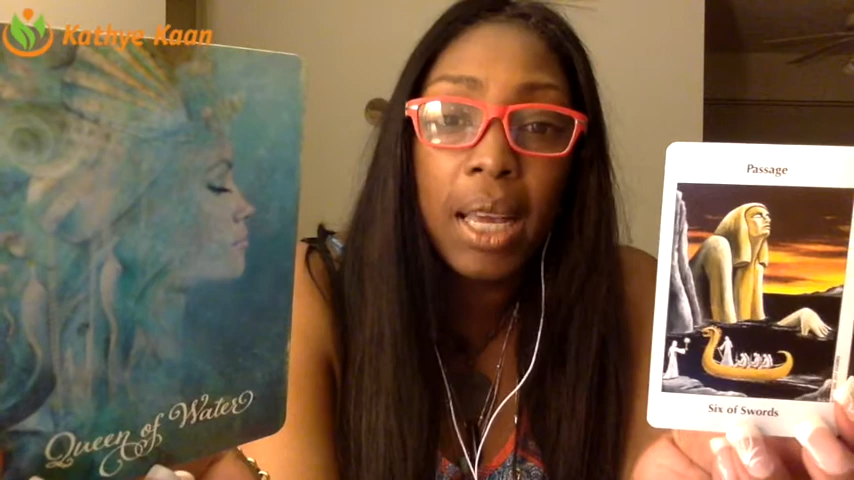 Kathye Kaan
Queen of Water
Passage
Six of Swords